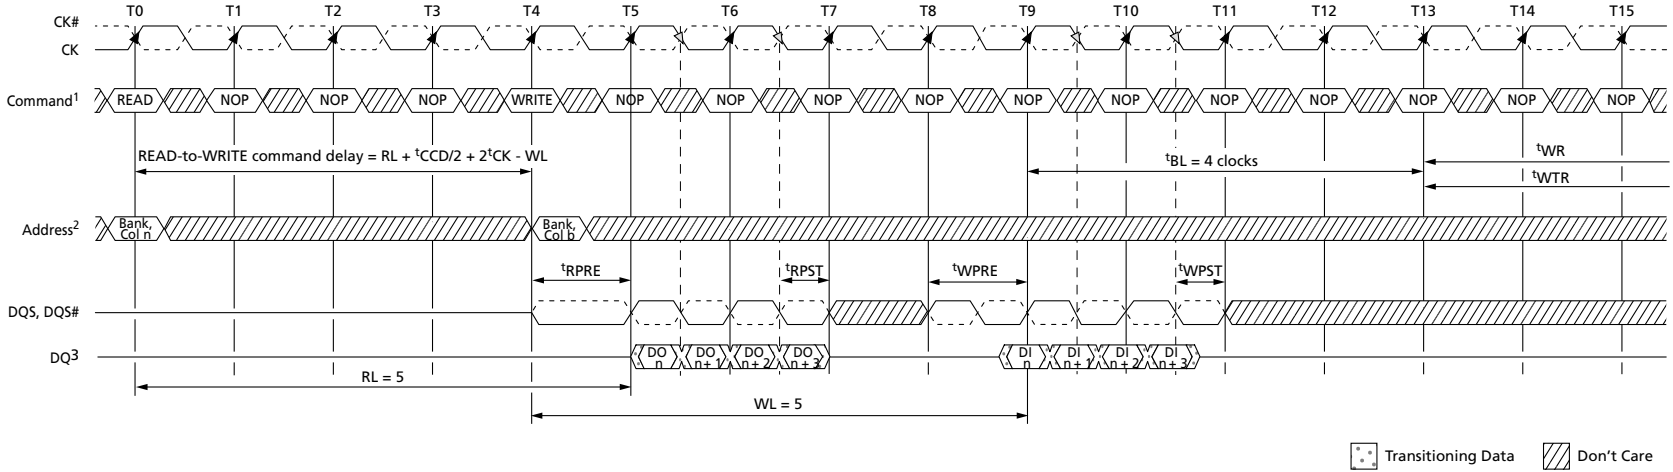 T0 T1 T2 T3 T4 T5 T6 T7 T8 T9 T10 T11 T12 T13 T14 T15
CK#
CK
Command1 READ NOP NOP NOP WRITE NOP NOP NOP NOP NOP NOP NOP NOP NOP NOP NOP
READ-to-WRITE command delay = RL + tCCD/2 + 2tCK - WL
tBL = 4 clocks
tWR
tWTR
Address2 Bank, Col n Bank, Col b
tRPRE tRPST tWPRE tWPST
DQS, DQS#
DQ3 DO n DO n + 1 DO n + 2 DO n + 3 DI n DI n + 1 DI n + 2 DI n + 3
RL = 5
WL = 5
Transitioning Data Don't Care